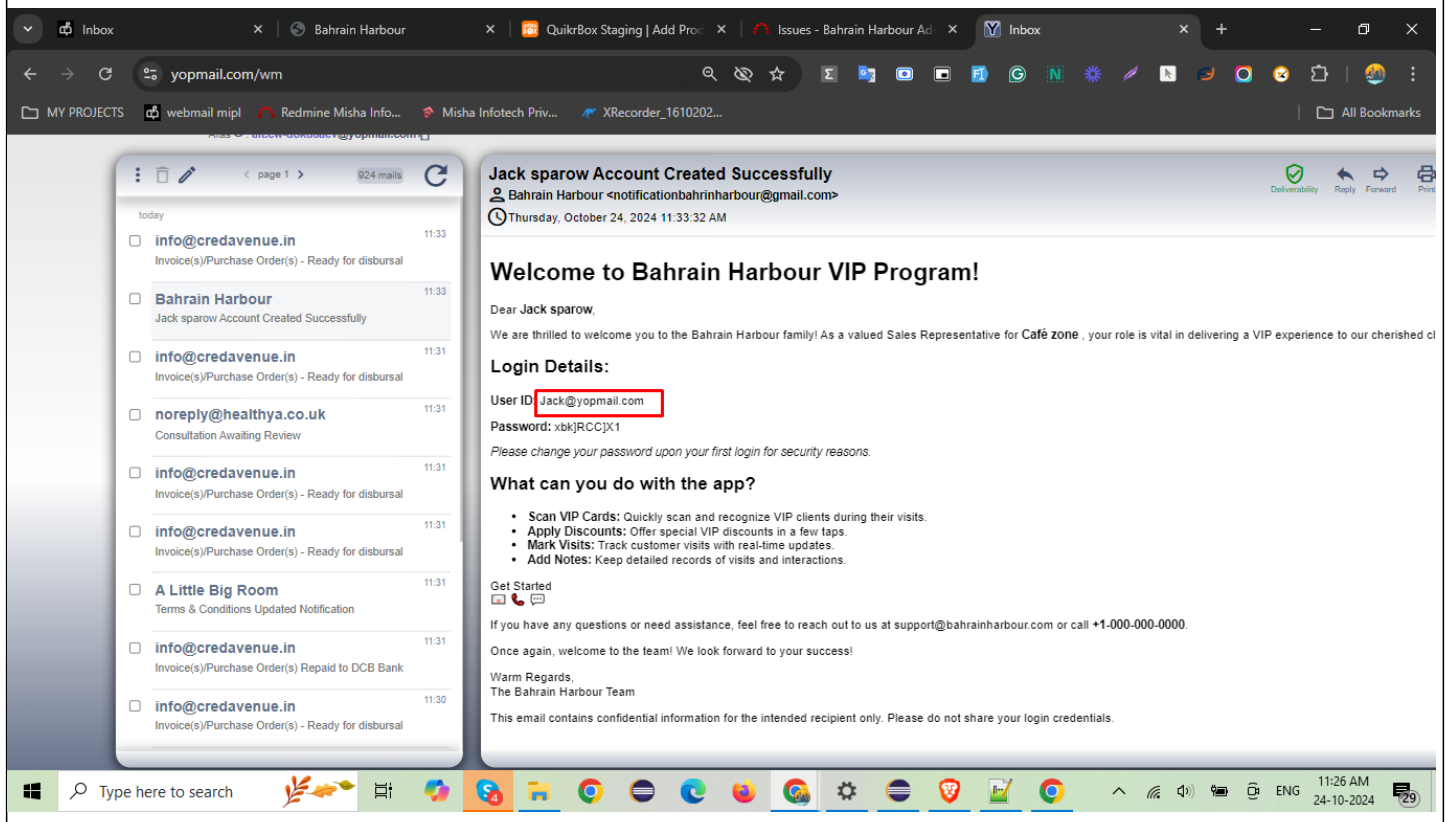 Inbox
Bahrain Harbour
QuikrBox Staging | Add Prod
Issues - Bahrain Harbour Ad
Inbox
yopmail.com/wm
MY PROJECTS
webmail mipl
Redmine Misha Info...
Misha Infotech Priv...
XRecorder_1610202...
All Bookmarks
page 1
924 mails
today
info@credavenue.in 11:33
Invoice(s)/Purchase Order(s) - Ready for disbursal
Bahrain Harbour 11:33
Jack sparow Account Created Successfully
info@credavenue.in 11:31
Invoice(s)/Purchase Order(s) - Ready for disbursal
noreply@healthya.co.uk 11:31
Consultation Awaiting Review
info@credavenue.in 11:31
Invoice(s)/Purchase Order(s) - Ready for disbursal
info@credavenue.in 11:31
Invoice(s)/Purchase Order(s) - Ready for disbursal
A Little Big Room 11:31
Terms & Conditions Updated Notification
info@credavenue.in 11:31
Invoice(s)/Purchase Order(s) Repaid to DCB Bank
info@credavenue.in 11:30
Invoice(s)/Purchase Order(s) - Ready for disbursal
Jack sparow Account Created Successfully
Bahrain Harbour <notificationbahrinharbour@gmail.com>
Thursday, October 24, 2024 11:33:32 AM
Deliverability Reply Forward Print
Welcome to Bahrain Harbour VIP Program!
Dear Jack sparow,
We are thrilled to welcome you to the Bahrain Harbour family! As a valued Sales Representative for Café zone , your role is vital in delivering a VIP experience to our cherished cl
Login Details:
User ID: Jack@yopmail.com
Password: xbk]RCC]X1
Please change your password upon your first login for security reasons.
What can you do with the app?
• Scan VIP Cards: Quickly scan and recognize VIP clients during their visits.
• Apply Discounts: Offer special VIP discounts in a few taps.
• Mark Visits: Track customer visits with real-time updates.
• Add Notes: Keep detailed records of visits and interactions.
Get Started
If you have any questions or need assistance, feel free to reach out to us at support@bahrainharbour.com or call +1-000-000-0000.
Once again, welcome to the team! We look forward to your success!
Warm Regards,
The Bahrain Harbour Team
This email contains confidential information for the intended recipient only. Please do not share your login credentials.
Type here to search
ENG
11:26 AM
24-10-2024
29